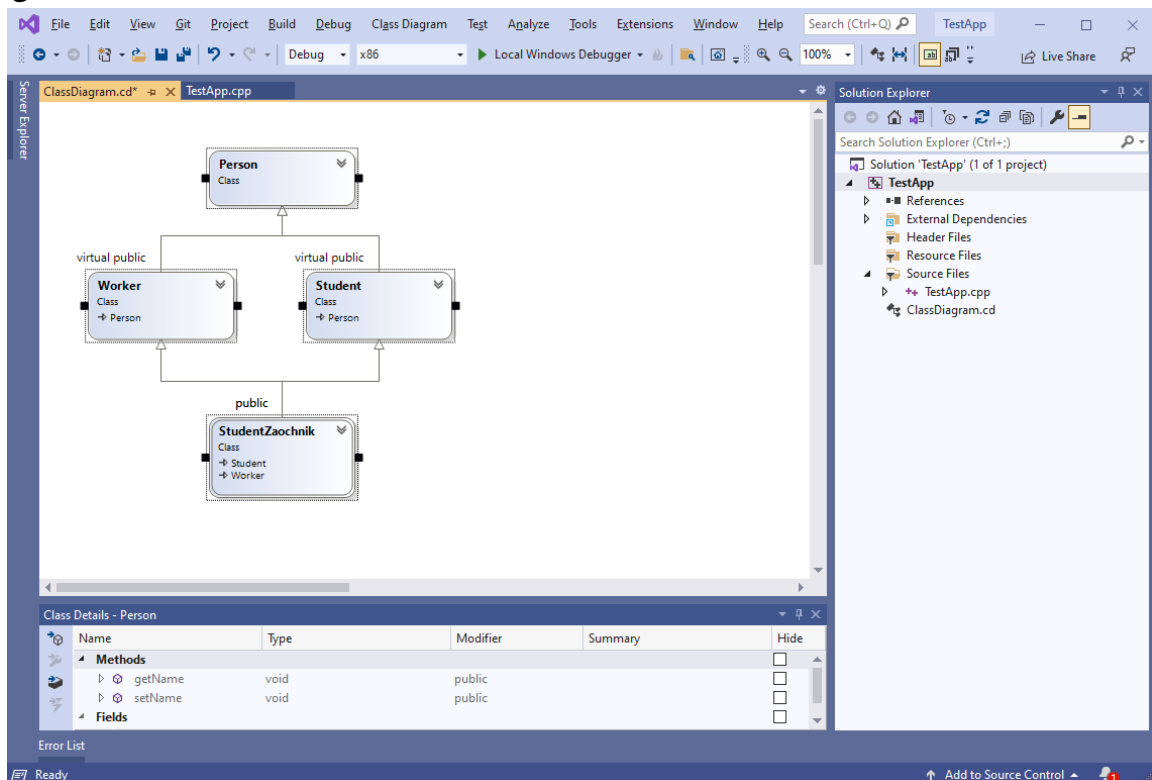 File Edit View Git Project Build Debug Class Diagram Test Analyze Tools Extensions Window Help Search (Ctrl+Q) TestApp
Debug x86 Local Windows Debugger 100% Live Share
Server Explorer
ClassDiagram.cd* TestApp.cpp
Person
Class
virtual public virtual public
Worker
Class
Person
Student
Class
Person
public
StudentZaochnik
Class
Student
Worker
Solution Explorer
Search Solution Explorer (Ctrl+;)
Solution 'TestApp' (1 of 1 project)
TestApp
References
External Dependencies
Header Files
Resource Files
Source Files
TestApp.cpp
ClassDiagram.cd
Class Details - Person
Name Type Modifier Summary Hide
Methods
getName void public
setName void public
Fields
Error List
Ready Add to Source Control 1